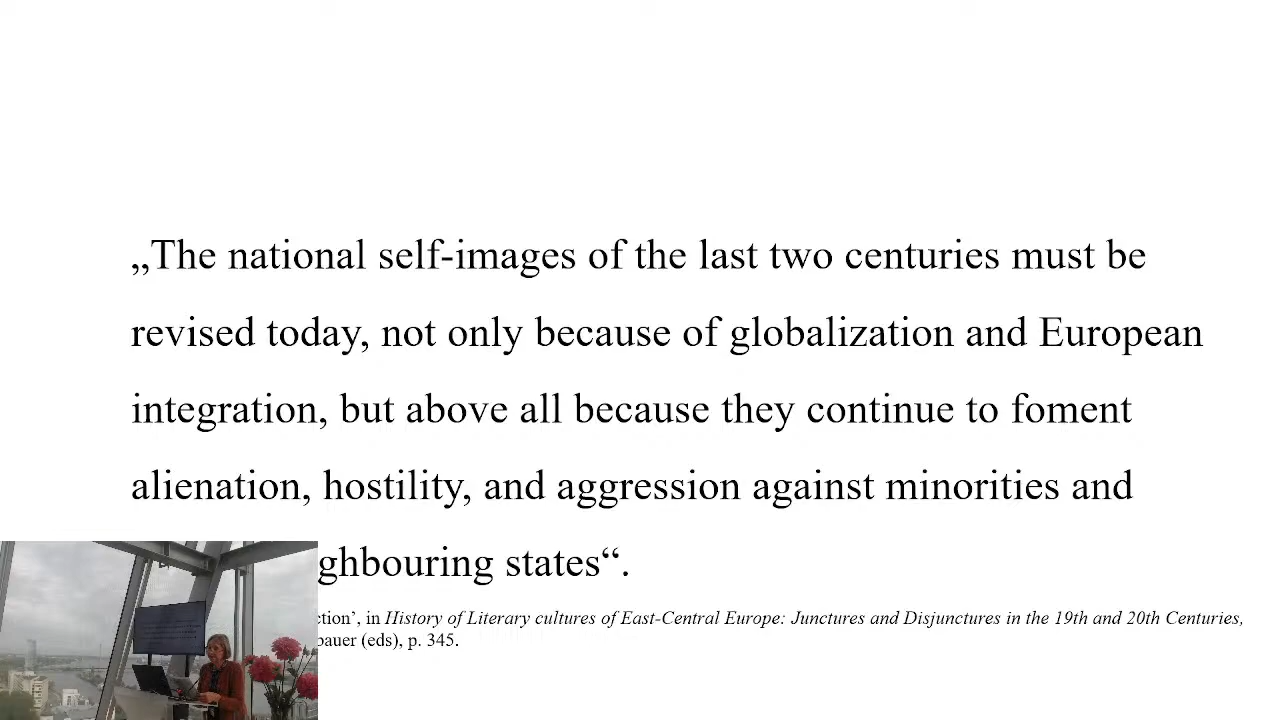 „The national self-images of the last two centuries must be
revised today, not only because of globalization and European
integration, but above all because they continue to foment
alienation, hostility, and aggression against minorities and
ghbouring states“.
ction’, in History of Literary cultures of East-Central Europe: Junctures and Disjunctures in the 19th and 20th Centuries,
bauer (eds), p. 345.